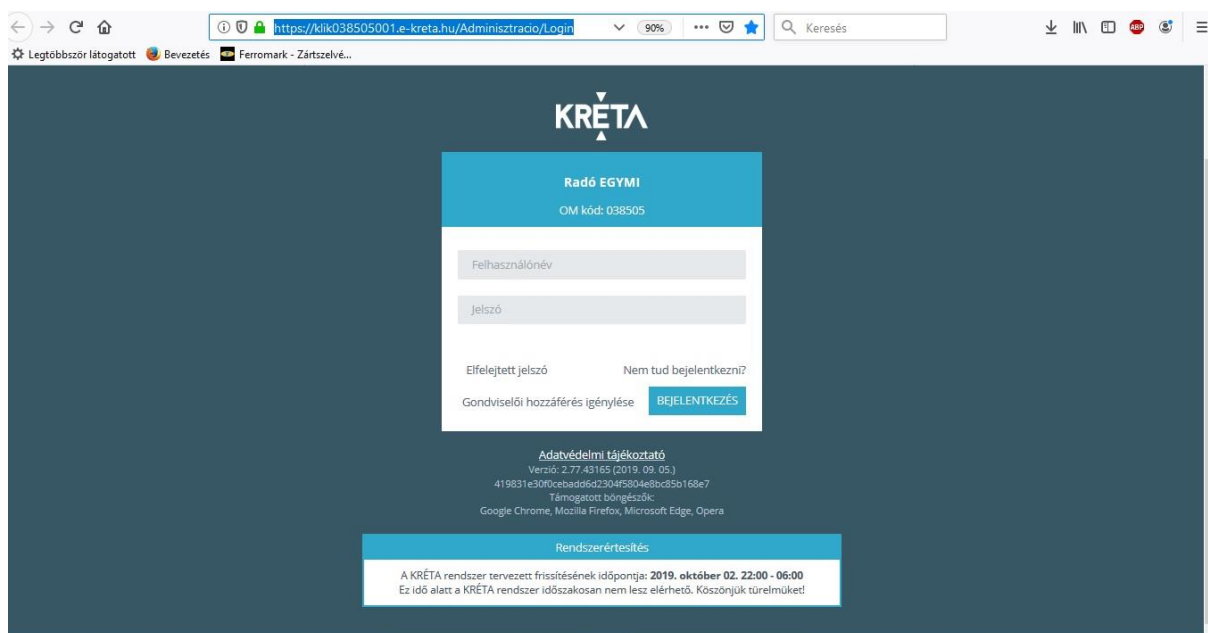 https://klik038505001.e-kreta.hu/Adminisztracio/Login 90% Keresés ABP
Legtöbbször látogatott Bevezetés Ferromark - Zártszelvé...
KRÉTA
Radó EGYMI
OM kód: 038505
Felhasználónév
Jelszó
Elfelejtett jelszó Nem tud bejelentkezni?
Gondviselői hozzáférés igénylése BEJELENTKEZÉS
Adatvédelmi tájékoztató
Verzió: 2.77.43165 (2019. 09. 05.)
419831e30f0cebadd6d2304f5804e8bc85b168e7
Támogatott böngészők:
Google Chrome, Mozilla Firefox, Microsoft Edge, Opera
Rendszerértesítés
A KRÉTA rendszer tervezett frissítésének időpontja: 2019. október 02. 22:00 - 06:00
Ez idő alatt a KRÉTA rendszer időszakosan nem lesz elérhető. Köszönjük türelmüket!